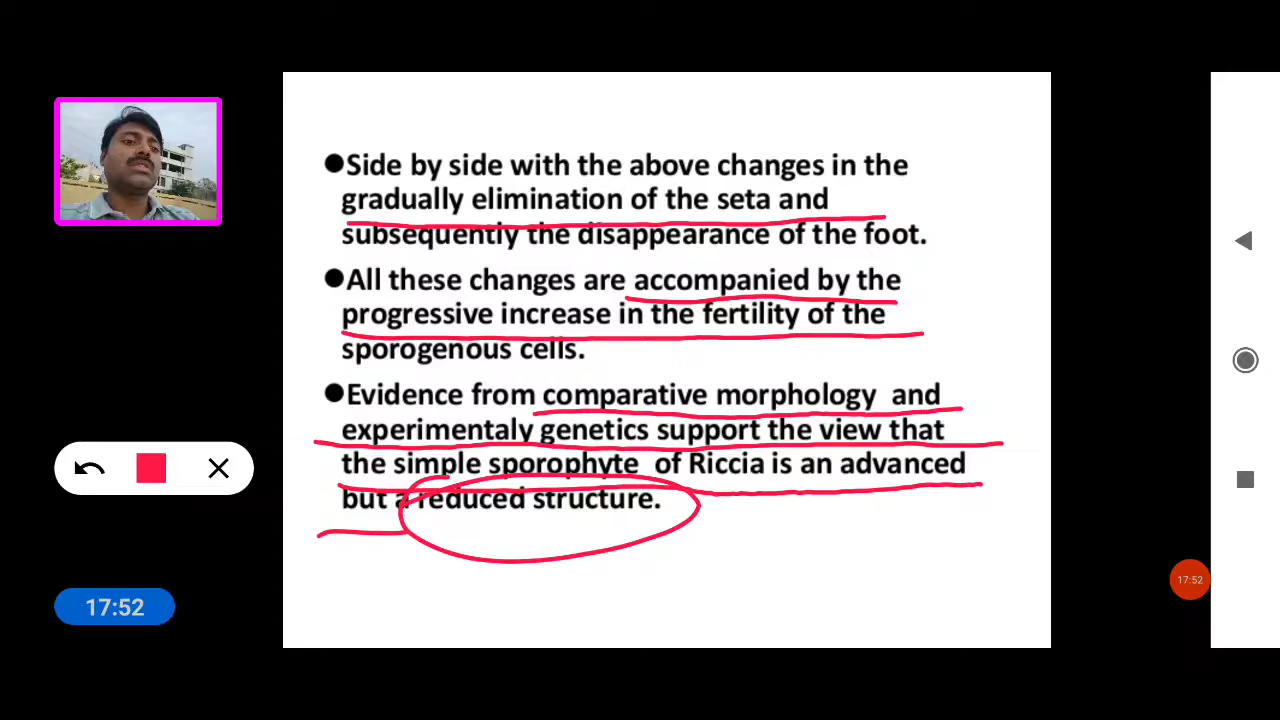 ●Side by side with the above changes in the
gradually elimination of the seta and
subsequently the disappearance of the foot.
●All these changes are accompanied by the
progressive increase in the fertility of the
sporogenous cells.
●Evidence from comparative morphology and
experimentaly genetics support the view that
the simple sporophyte of Riccia is an advanced
but a reduced structure.
17:52
17:52